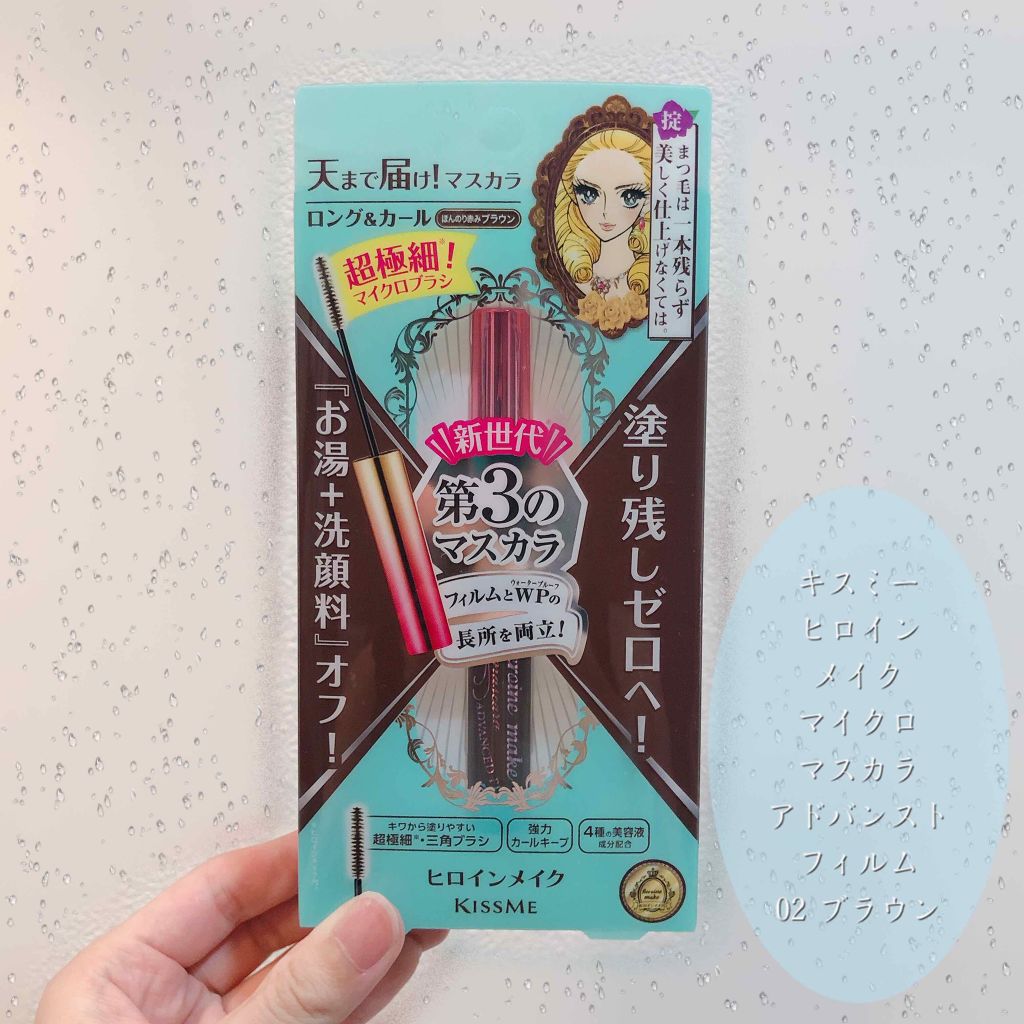 天まで届け!マスカラ
ロング&カール ほんのり赤みブラウン
超極細※!
マイクロブラシ
掟
まつ毛は一本残らず
美しく仕上げなくては。
新世代
第3の
マスカラ
ウォータープルーフ
フィルムとWPの
長所を両立!
塗り残しゼロへ!
『お湯+洗顔料』オフ!
heroine make
mascara
ADVANCED
キワから塗りやすい
超極細※・三角ブラシ
強力
カールキープ
4種の美容液
成分配合
ヒロインメイク
KISSME
heroine
make
キスミー
ヒロイン
メイク
マイクロ
マスカラ
アドバンスト
フィルム
02 ブラウン